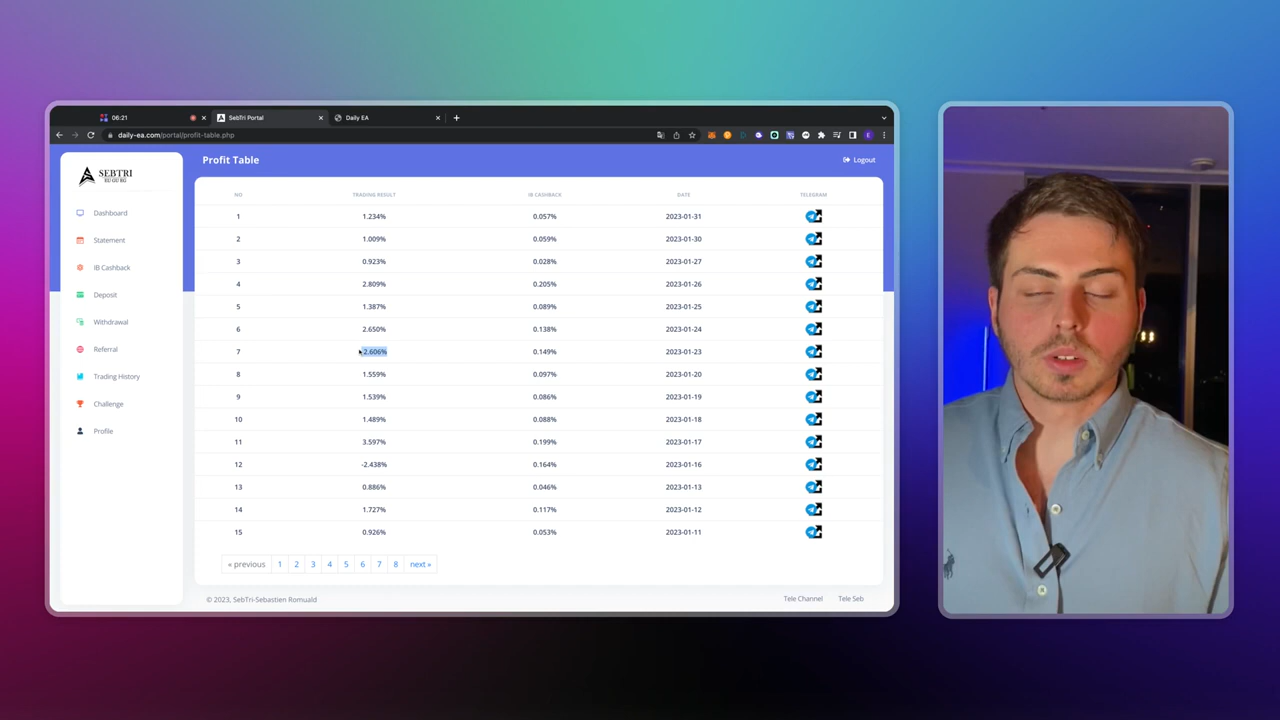 06:21
SebTri Portal
Daily EA
daily-ea.com/portal/profit-table.php
E
SEBTRI
Profit Table
Logout
Dashboard
Statement
IB Cashback
Deposit
Withdrawal
Referral
Trading History
Challenge
Profile
NO TRADING RESULT IB CASHBACK DATE TELEGRAM
1 1.234% 0.057% 2023-01-31
2 1.009% 0.059% 2023-01-30
3 0.923% 0.028% 2023-01-27
4 2.809% 0.205% 2023-01-26
5 1.387% 0.089% 2023-01-25
6 2.650% 0.138% 2023-01-24
7 2.606% 0.149% 2023-01-23
8 1.559% 0.097% 2023-01-20
9 1.539% 0.086% 2023-01-19
10 1.489% 0.088% 2023-01-18
11 3.597% 0.199% 2023-01-17
12 -2.438% 0.164% 2023-01-16
13 0.886% 0.046% 2023-01-13
14 1.727% 0.117% 2023-01-12
15 0.926% 0.053% 2023-01-11
« previous 1 2 3 4 5 6 7 8 next »
© 2023, SebTri-Sebastien Romuald
Tele Channel Tele Seb